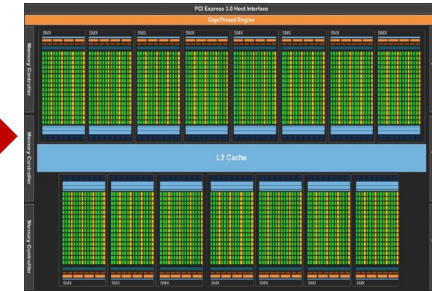 PCI Express 3.0 Host Interface
GigaThread Engine
SMX SMX SMX SMX SMX SMX SMX SMX
Memory Controller
Memory Controller
Memory Controller
L2 Cache
SMX SMX SMX SMX SMX SMX SMX